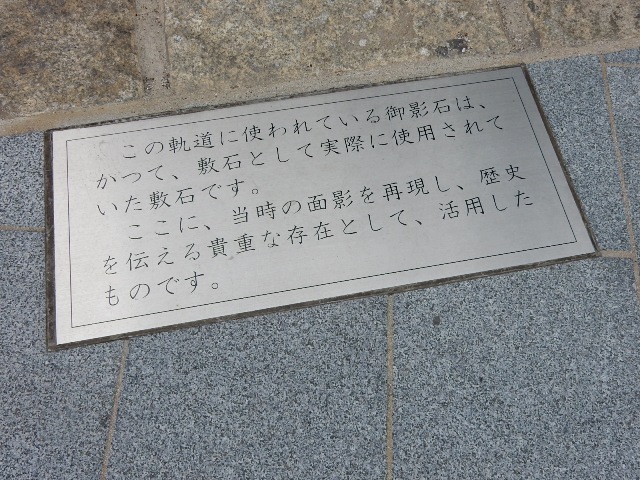 この軌道に使われている御影石は、
かつて、敷石として実際に使用されて
いた敷石です。
ここに、当時の面影を再現し、歴史
を伝える貴重な存在として、活用した
ものです。